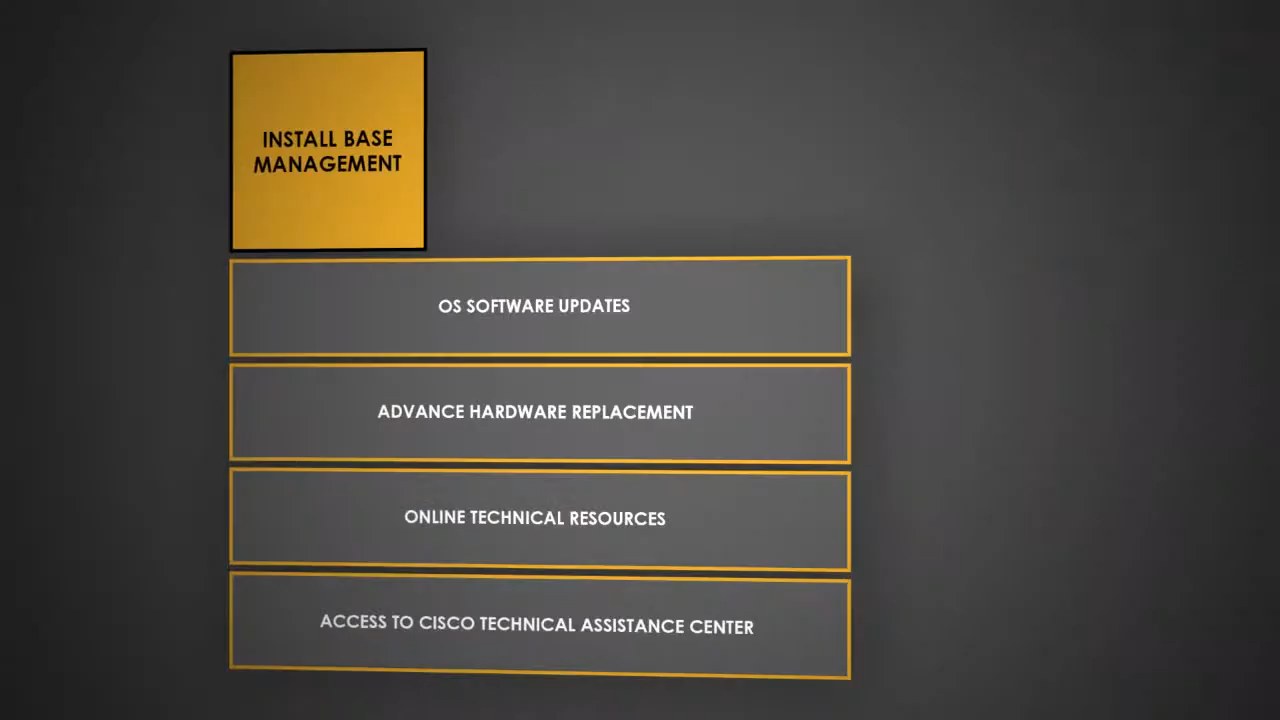 INSTALL BASE
MANAGEMENT
OS SOFTWARE UPDATES
ADVANCE HARDWARE REPLACEMENT
ONLINE TECHNICAL RESOURCES
ACCESS TO CISCO TECHNICAL ASSISTANCE CENTER